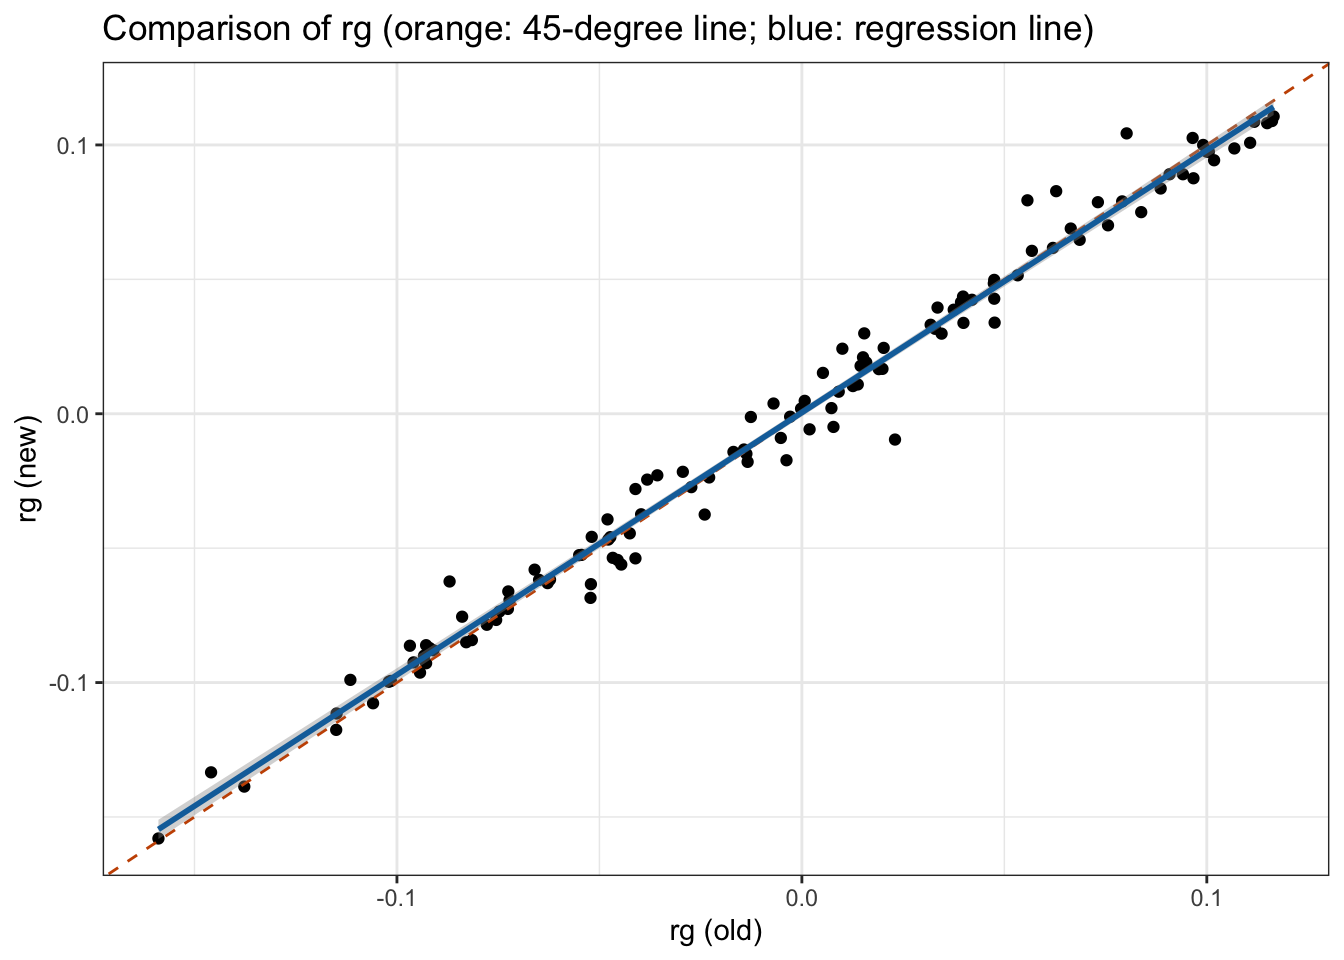 Comparison of rg (orange: 45-degree line; blue: regression line)
0.1
0.0
-0.1
rg (new)
-0.1 0.0 0.1
rg (old)